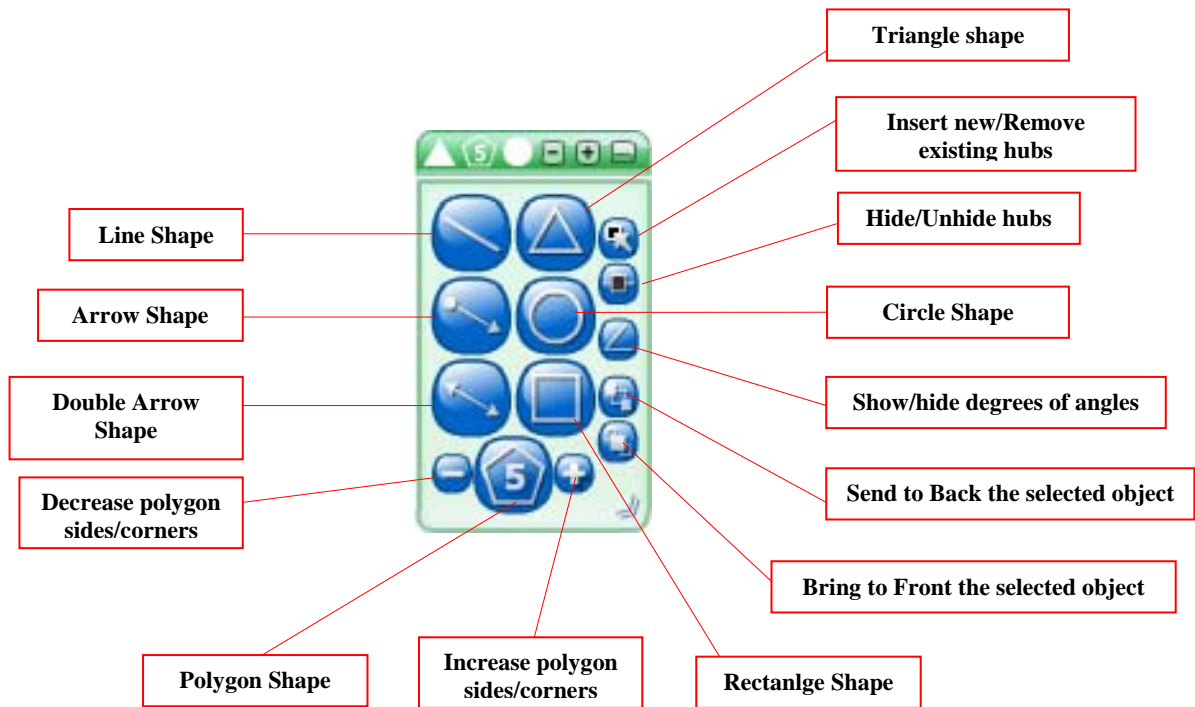 Triangle shape
Insert new/Remove
existing hubs
Line Shape
Hide/Unhide hubs
Arrow Shape
Circle Shape
Double Arrow
Shape
Show/hide degrees of angles
Decrease polygon
sides/corners
Send to Back the selected object
Bring to Front the selected object
Polygon Shape
Increase polygon
sides/corners
Rectanlge Shape
5
5